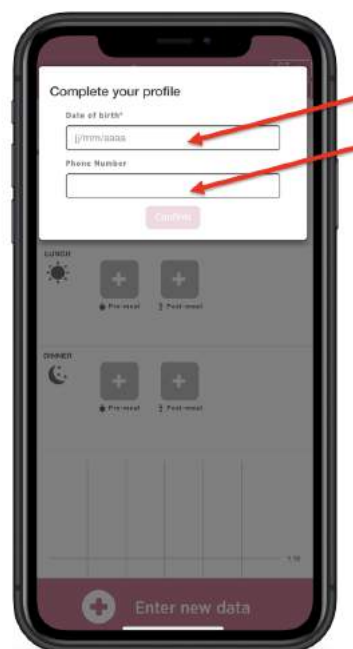 Complete your profile
Date of birth*
jj/mm/aaaa
Phone Number
Confirm
LUNCH
Pre-meal Post-meal
DINNER
Pre-meal Post-meal
Enter new data